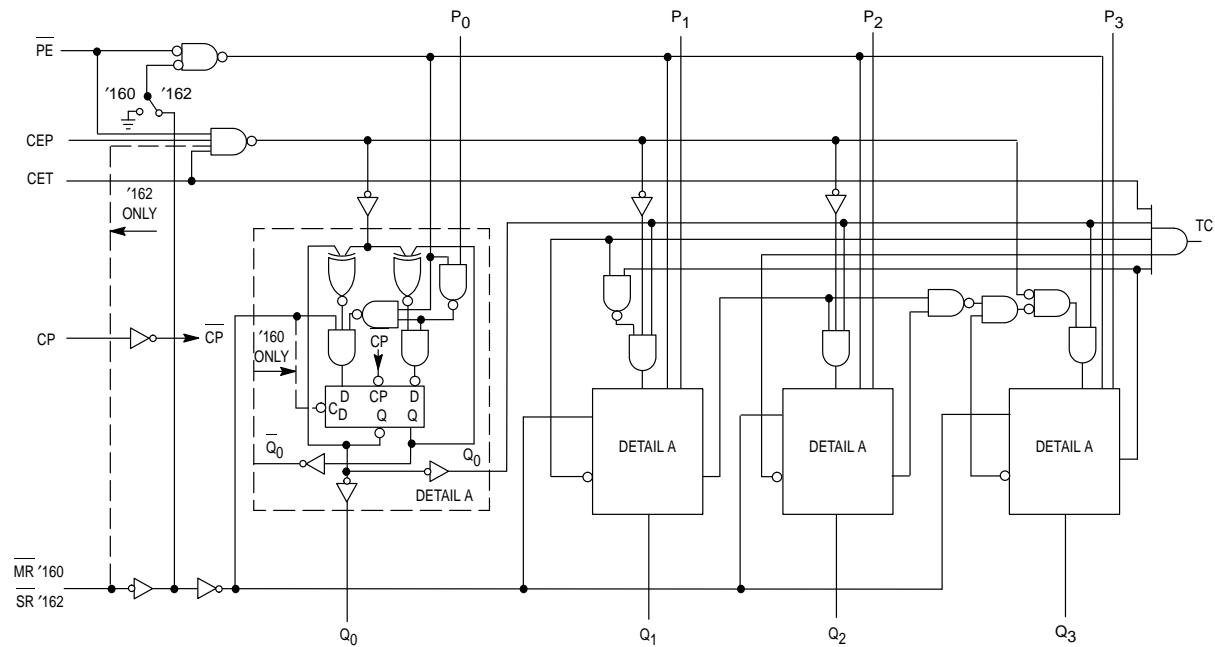 P0 P1 P2 P3
PE
′160 ′162
CEP
CET
′162
ONLY
TC
CP
CP
′160
ONLY
CP
D CP D
CD Q Q
Q0 Q0
DETAIL A
DETAIL A
DETAIL A
DETAIL A
MR ′160
SR ′162
Q0 Q1 Q2 Q3